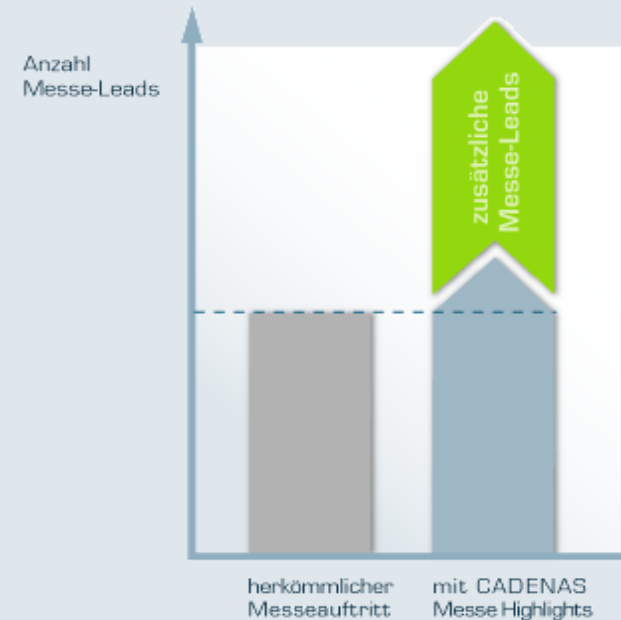 Anzahl
Messe-Leads
zusätzliche
Messe-Leads
herkömmlicher
Messeauftritt
mit CADENAS
Messe Highlights